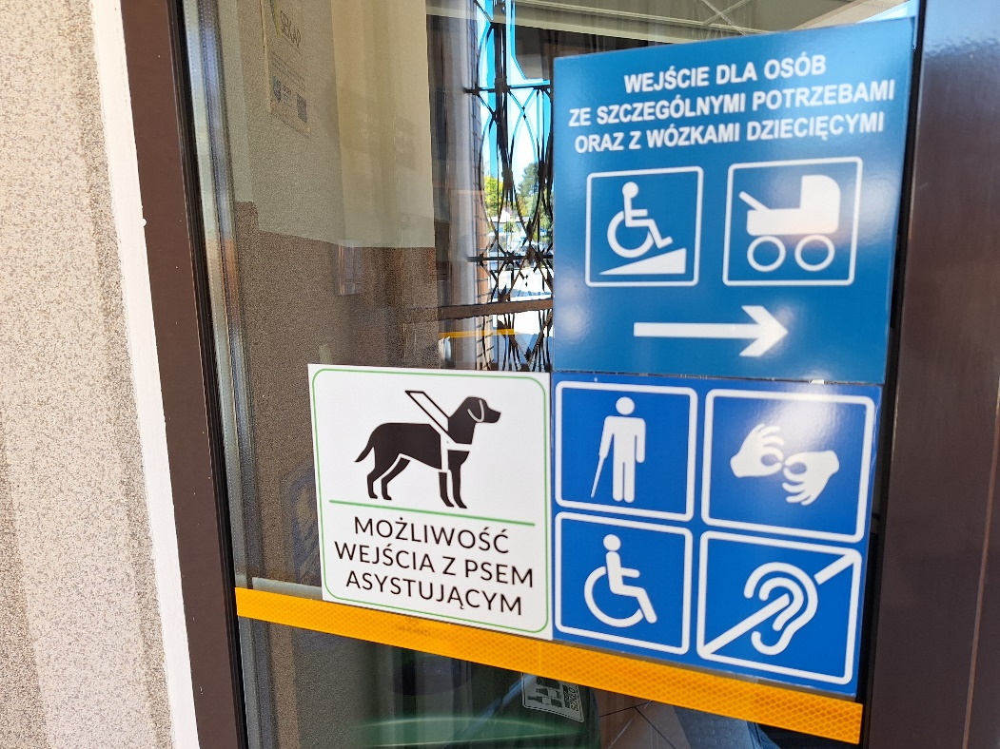 WEJŚCIE DLA OSÓB
ZE SZCZEGÓLNYMI POTRZEBAMI
ORAZ Z WÓZKAMI DZIECIĘCYMI
MOŻLIWOŚĆ
WEJŚCIA Z PSEM
ASYSTUJĄCYM